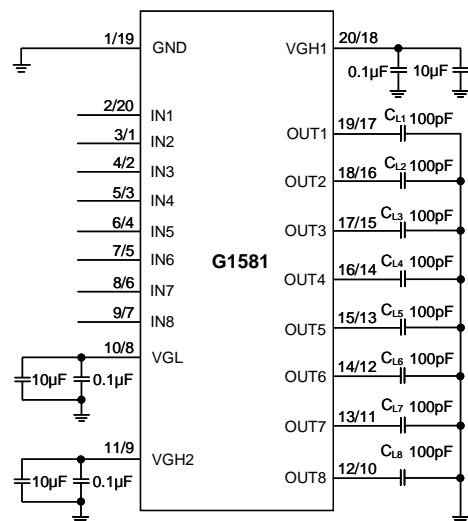 1/19 GND VGH1 20/18
0.1µF 10µF
2/20 IN1
OUT1 19/17 CL1 100pF
3/1 IN2
4/2 IN3
OUT2 18/16 CL2 100pF
5/3 IN4
6/4 IN5
OUT3 17/15 CL3 100pF
7/5 IN6
G1581
OUT4 16/14 CL4 100pF
8/6 IN7
9/7 IN8
OUT5 15/13 CL5 100pF
10/8 VGL
10µF 0.1µF
OUT6 14/12 CL6 100pF
OUT7 13/11 CL7 100pF
11/9 VGH2
10µF 0.1µF
OUT8 12/10 CL8 100pF